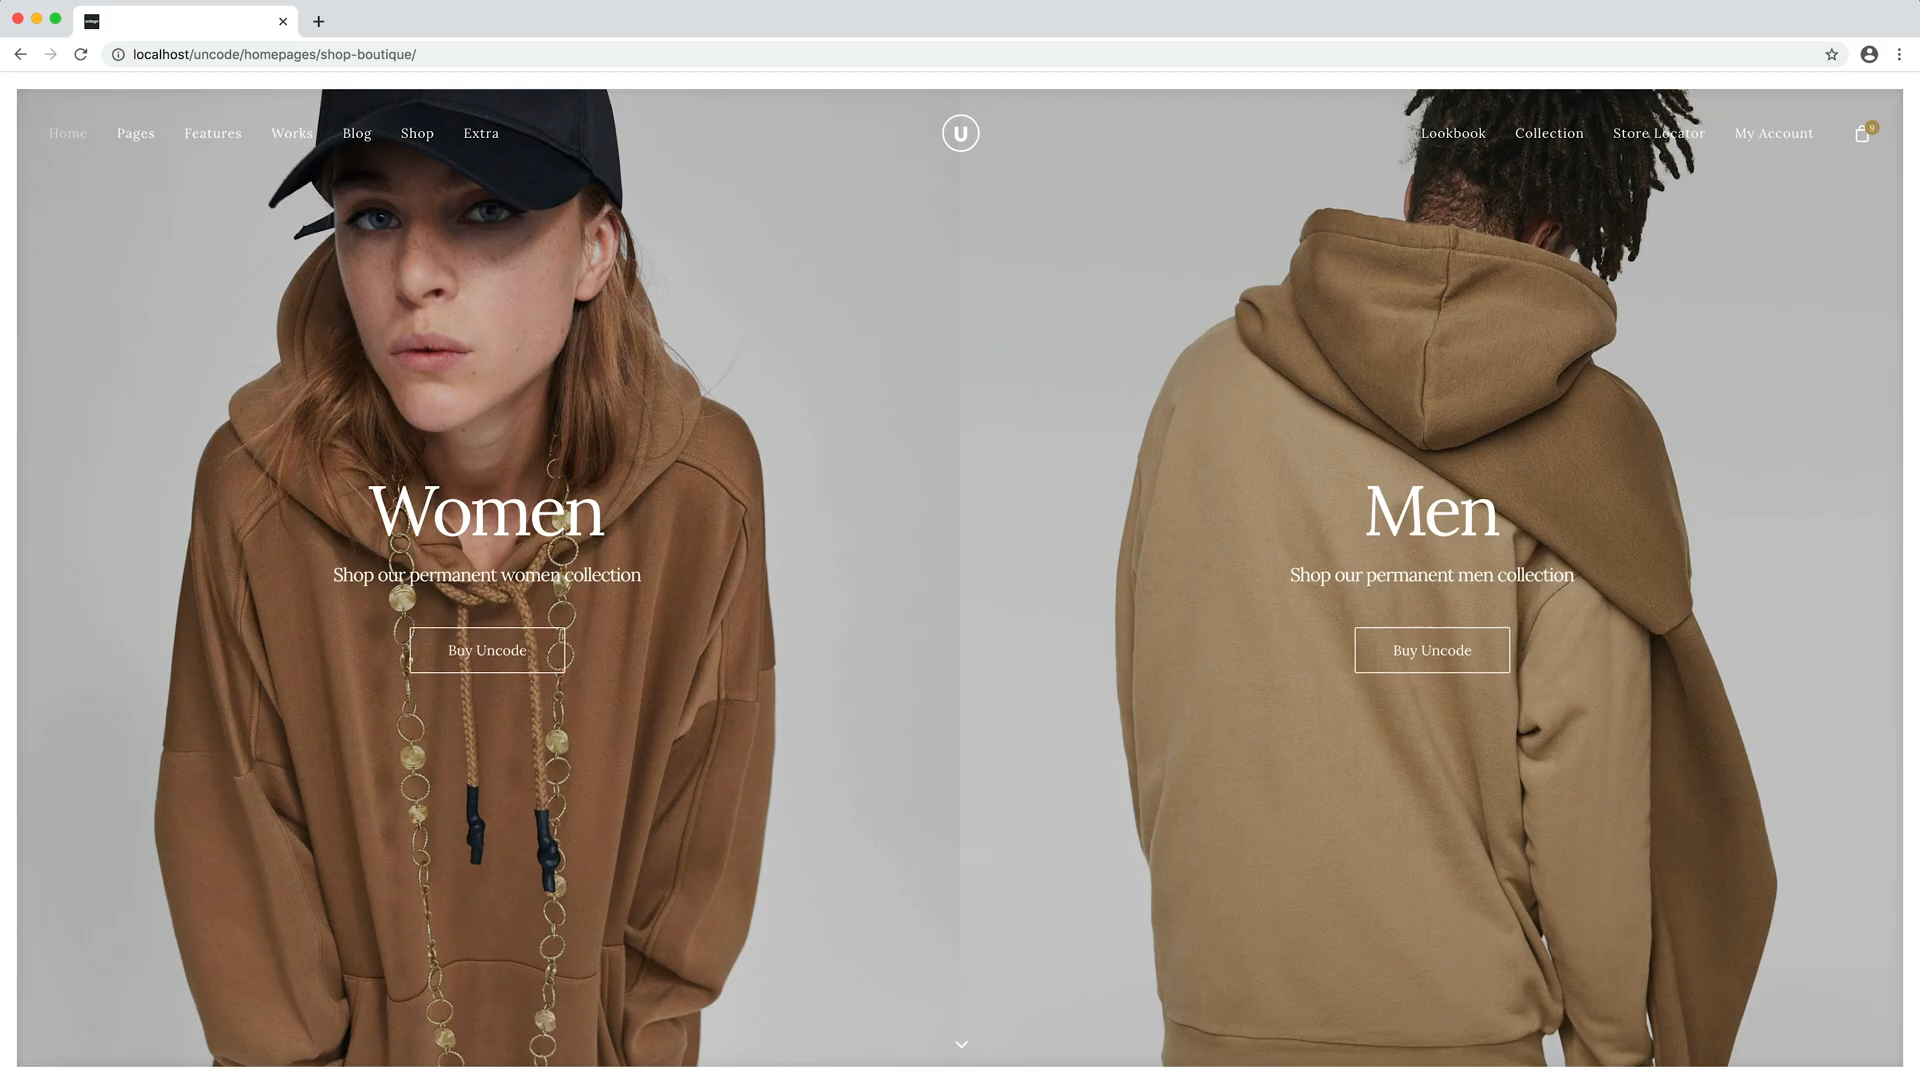 localhost/uncode/homepages/shop-boutique/
Home Pages Features Works Blog Shop Extra
U
Lookbook Collection Store Locator My Account 9
Women
Shop our permanent women collection
Buy Uncode
Men
Shop our permanent men collection
Buy Uncode